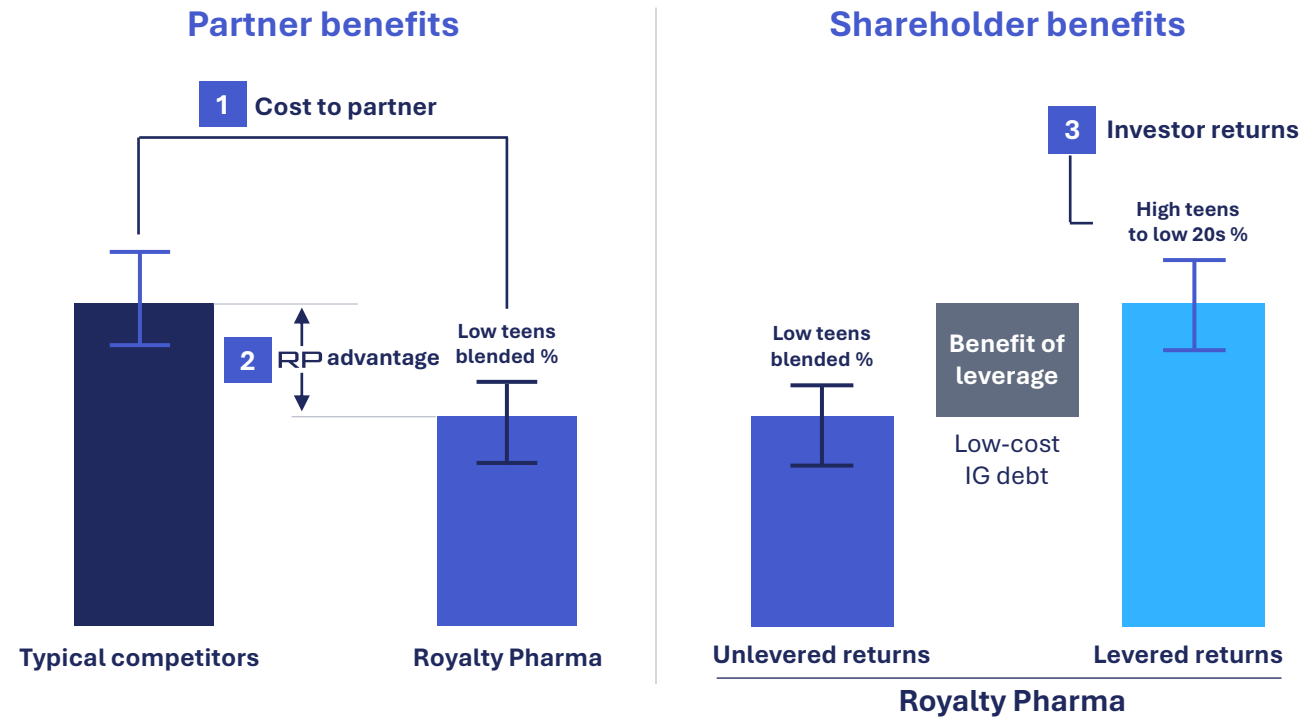 Partner benefits
1 Cost to partner
2 RP advantage
Low teens
blended %
Typical competitors
Royalty Pharma
Shareholder benefits
3 Investor returns
High teens
to low 20s %
Low teens
blended %
Benefit of
leverage
Low-cost
IG debt
Unlevered returns
Levered returns
Royalty Pharma